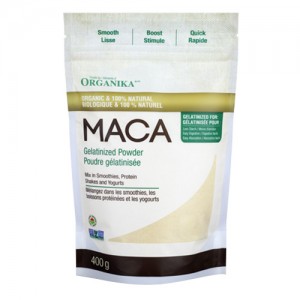 Smooth
Lisse
Boost
Stimule
Quick
Rapide
ORGANIKA
ORGANIC & 100% NATURAL
BIOLOGIQUE & 100 % NATUREL
MACA
GELATINIZED FOR
GÉLATINISÉE POUR
Gelatinized Powder
Poudre gélatinisée
Mix in Smoothies, Protein
Shakes and Yogurts
Mélangez dans les smoothies, les
boissons protéinées et les yogourts
400 g